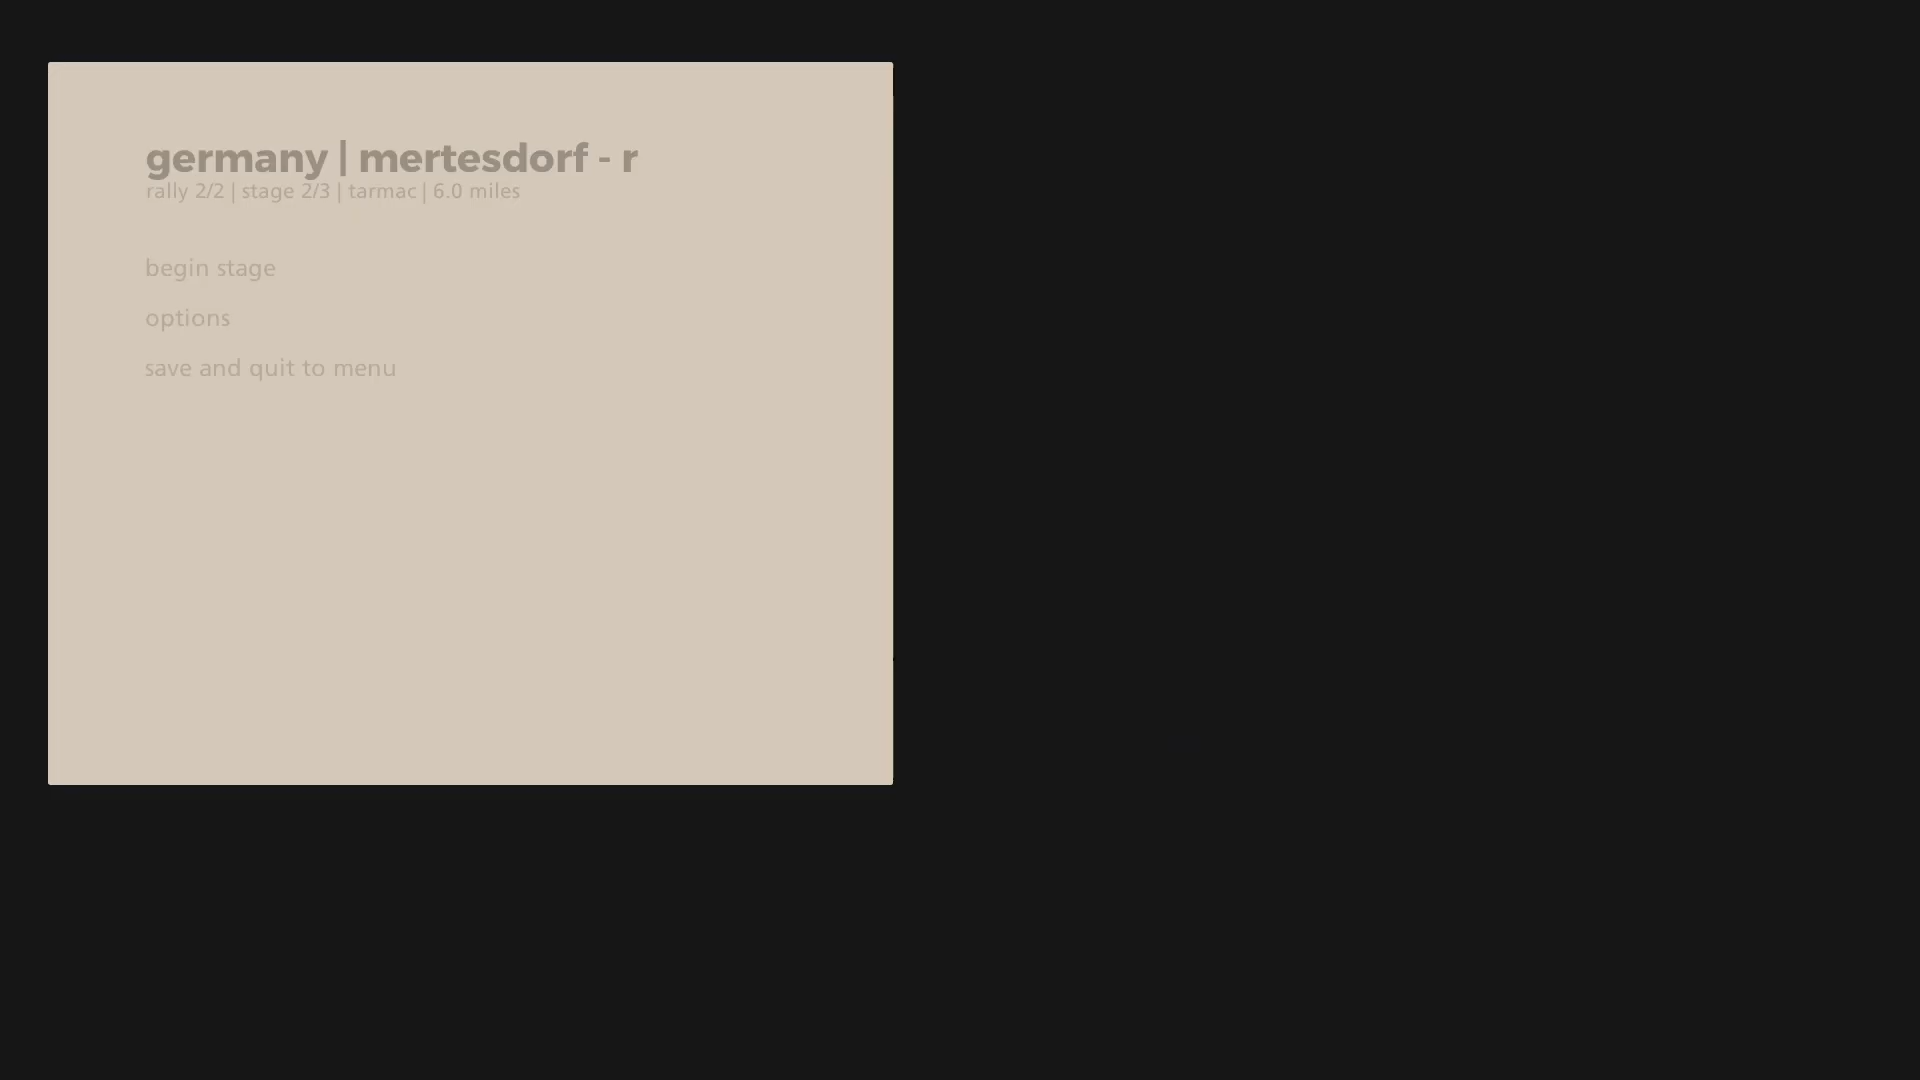 germany | mertesdorf - r
rally 2/2 | stage 2/3 | tarmac | 6.0 miles
begin stage
options
save and quit to menu